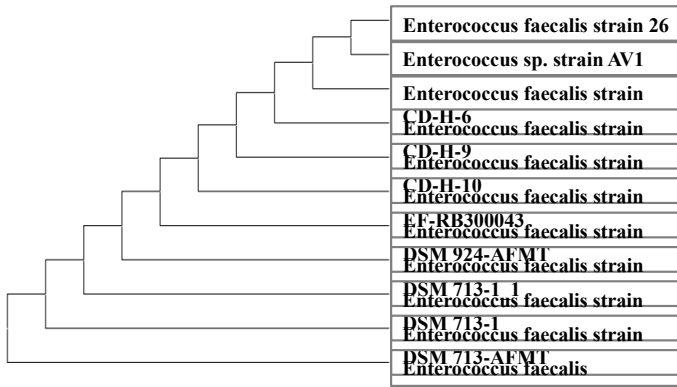 Enterococcus faecalis strain 26
Enterococcus sp. strain AV1
Enterococcus faecalis strain
CD-H-6
Enterococcus faecalis strain
CD-H-9
Enterococcus faecalis strain
CD-H-10
Enterococcus faecalis strain
EF-RB300043
Enterococcus faecalis strain
DSM 924-AFMT
Enterococcus faecalis strain
DSM 713-1_1
Enterococcus faecalis strain
DSM 713-1
Enterococcus faecalis strain
DSM 713-AFMT
Enterococcus faecalis